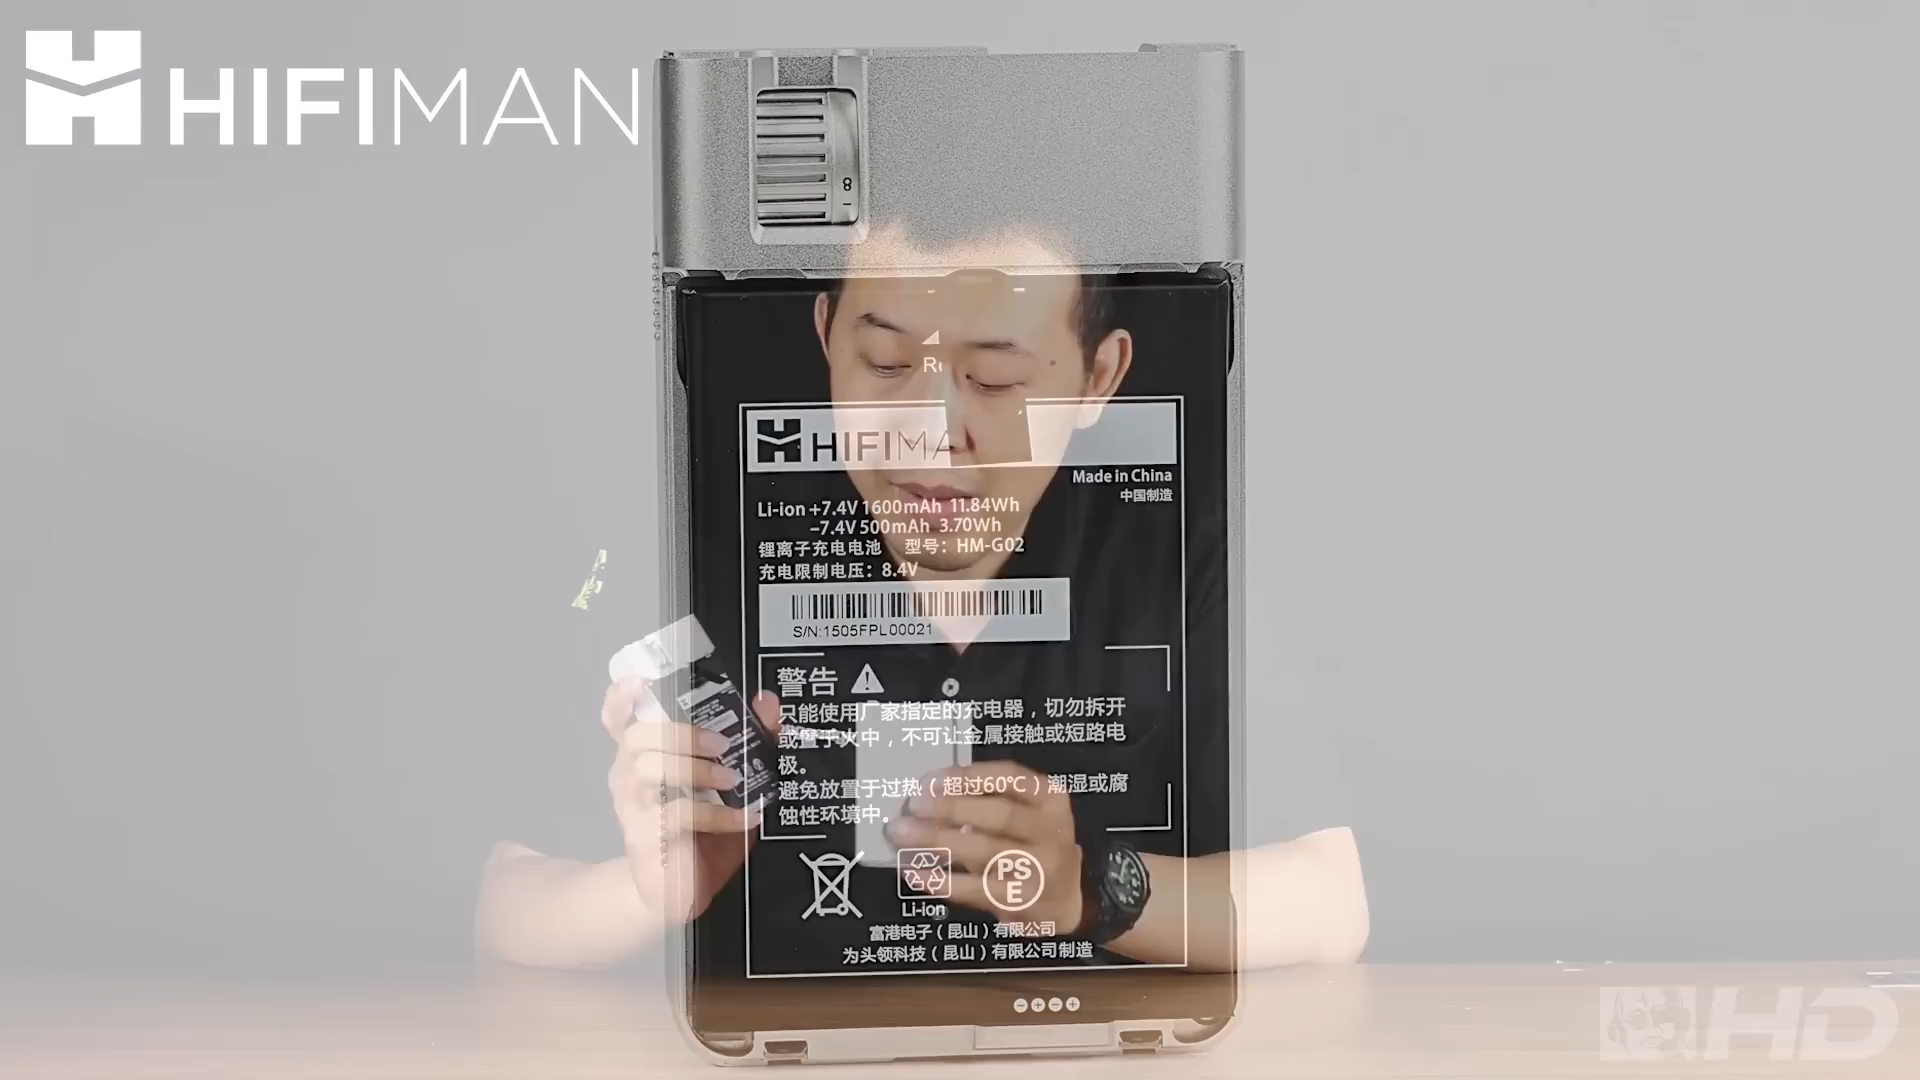 HIFIMAN
8
HIFIMA
Made in China
中国制造
Li-ion +7.4V 1600mAh 11.84Wh
–7.4V 500mAh 3.70Wh
锂离子充电电池 型号：HM-G02
充电限制电压：8.4V
S/N:1505FPL00021
警告
只能使用厂家指定的充电器，切勿拆开
或置于火中，不可让金属接触或短路电
极。
避免放置于过热（超过60℃）潮湿或腐
蚀性环境中。
PS
E
Li-ion
富港电子（昆山）有限公司
为头领科技（昆山）有限公司制造
HD